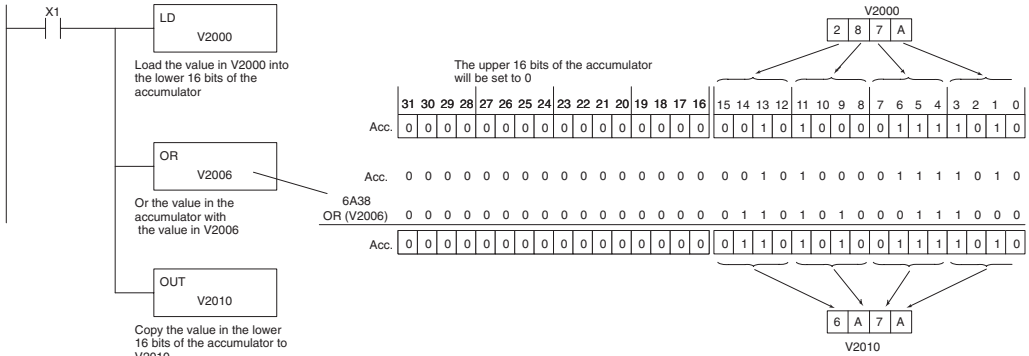 X1
LD
V2000
Load the value in V2000 into
the lower 16 bits of the
accumulator
V2000
2 8 7 A
The upper 16 bits of the accumulator
will be set to 0
31 30 29 28 27 26 25 24 23 22 21 20 19 18 17 16 15 14 13 12 11 10 9 8 7 6 5 4 3 2 1 0
Acc. 0 0 0 0 0 0 0 0 0 0 0 0 0 0 0 0 0 0 1 0 1 0 0 0 0 1 1 1 1 0 1 0
OR
V2006
Or the value in the
accumulator with
the value in V2006
Acc. 0 0 0 0 0 0 0 0 0 0 0 0 0 0 0 0 0 0 1 0 1 0 0 0 0 1 1 1 1 0 1 0
6A38
OR (V2006) 0 0 0 0 0 0 0 0 0 0 0 0 0 0 0 0 0 1 1 0 1 0 1 0 0 0 1 1 1 0 0 0
Acc. 0 0 0 0 0 0 0 0 0 0 0 0 0 0 0 0 0 1 1 0 1 0 1 0 0 1 1 1 1 0 1 0
OUT
V2010
Copy the value in the lower
16 bits of the accumulator to
V2010
6 A 7 A
V2010